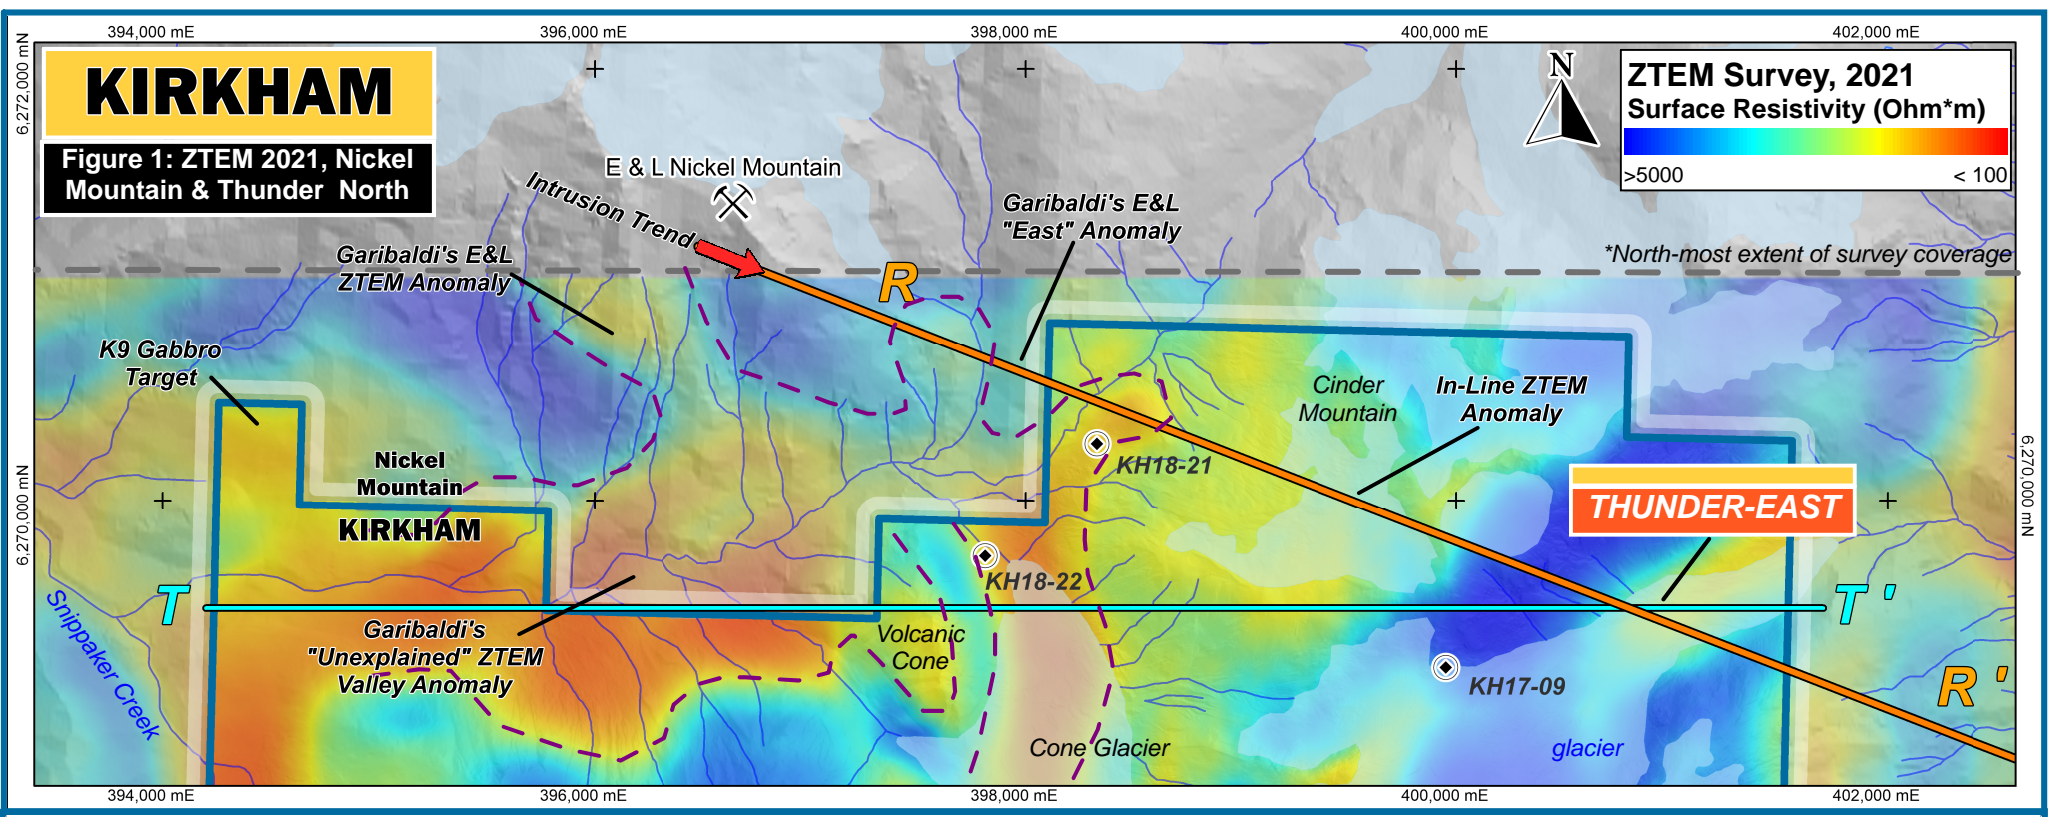 394,000 mE
396,000 mE
398,000 mE
400,000 mE
402,000 mE
6,272,000 mN
KIRKHAM
Figure 1: ZTEM 2021, Nickel
Mountain & Thunder North
N
ZTEM Survey, 2021
Surface Resistivity (Ohm*m)
>5000
< 100
E & L Nickel Mountain
Intrusion Trend
Garibaldi's E&L
"East" Anomaly
*North-most extent of survey coverage
Garibaldi's E&L
ZTEM Anomaly
R
K9 Gabbro
Target
Cinder
Mountain
In-Line ZTEM
Anomaly
Nickel
Mountain
KIRKHAM
KH18-21
THUNDER-EAST
6,270,000 mN
6,270,000 mN
KH18-22
T
T '
Snippaker Creek
Garibaldi's
"Unexplained" ZTEM
Valley Anomaly
Volcanic
Cone
KH17-09
R '
Cone Glacier
glacier
394,000 mE
396,000 mE
398,000 mE
400,000 mE
402,000 mE